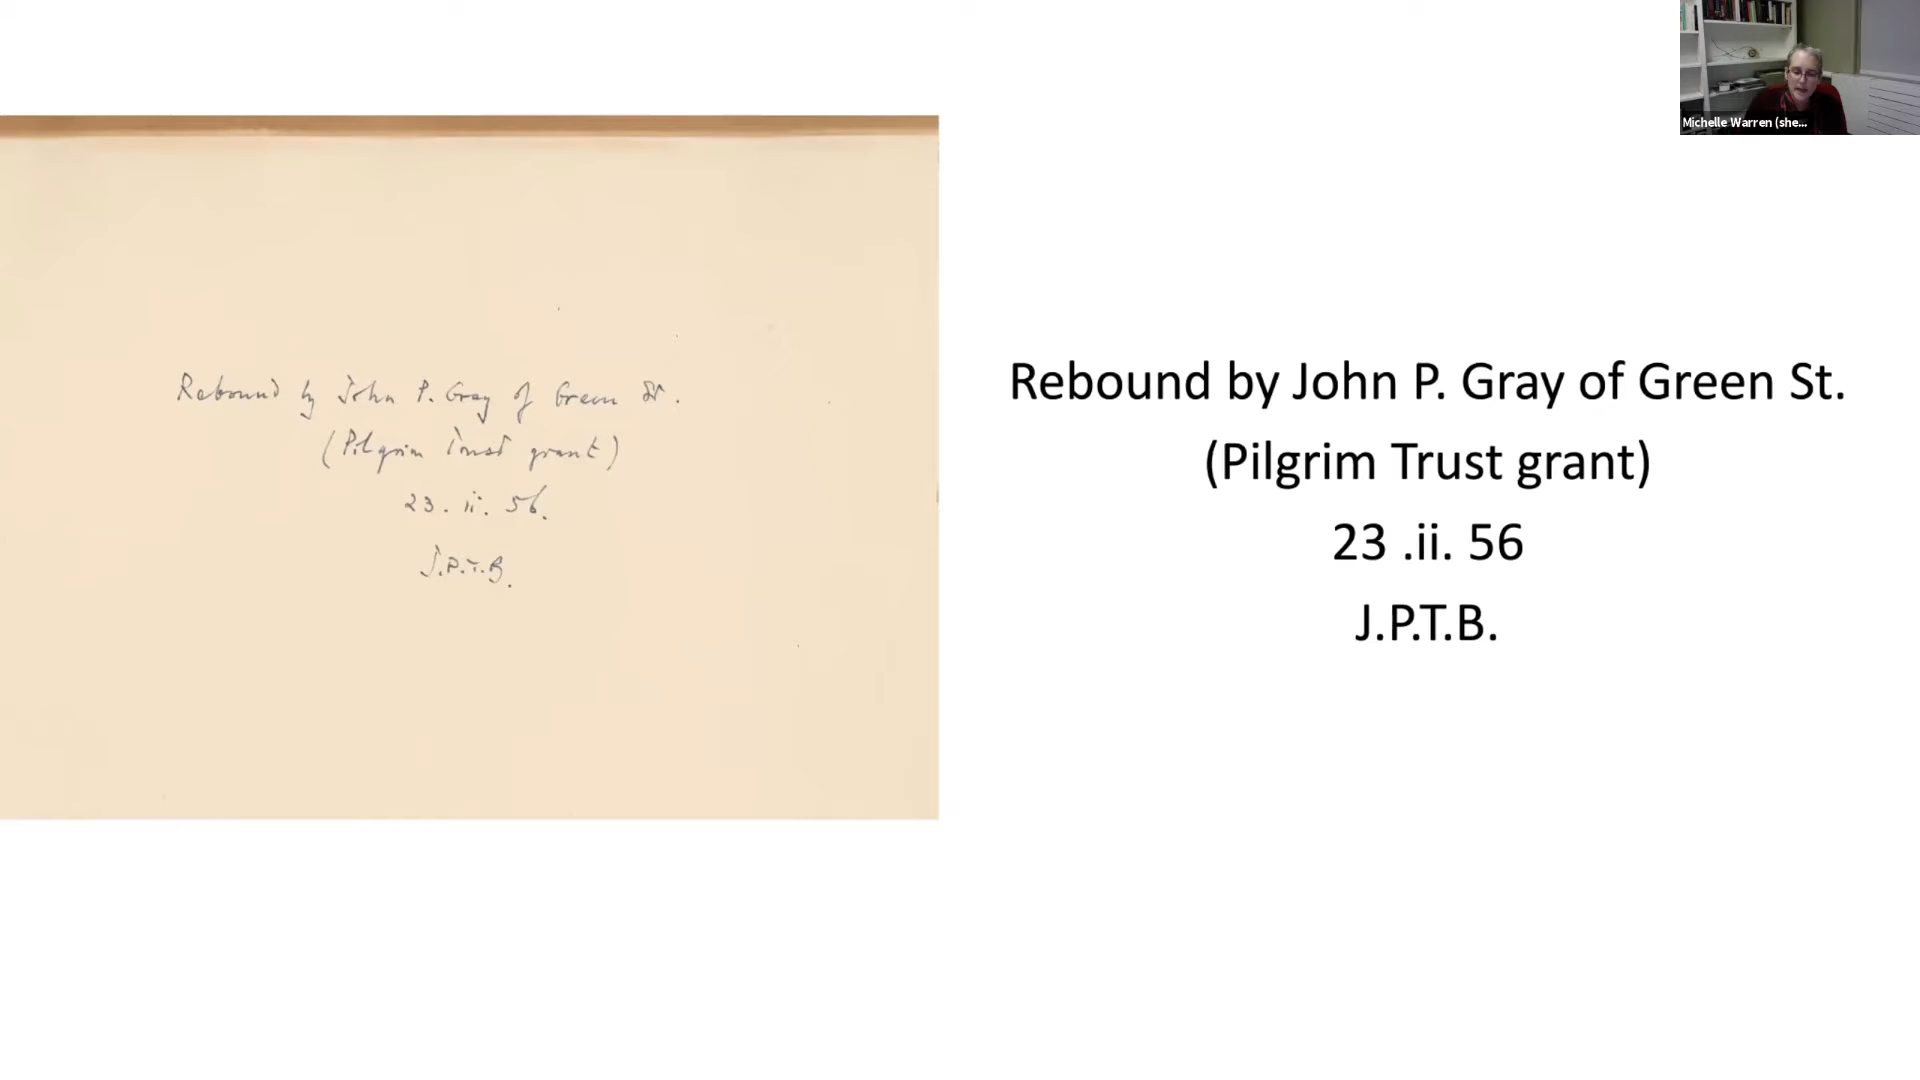 Michelle Warren (she...
Rebound by John P. Gray of Green St.
(Pilgrim Trust grant)
23 . ii . 56.
J.P.T.B.
Rebound by John P. Gray of Green St.
(Pilgrim Trust grant)
23 .ii. 56
J.P.T.B.